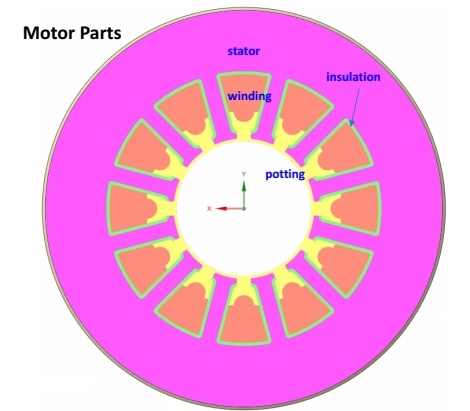 Motor Parts
stator
insulation
winding
potting
Y
X